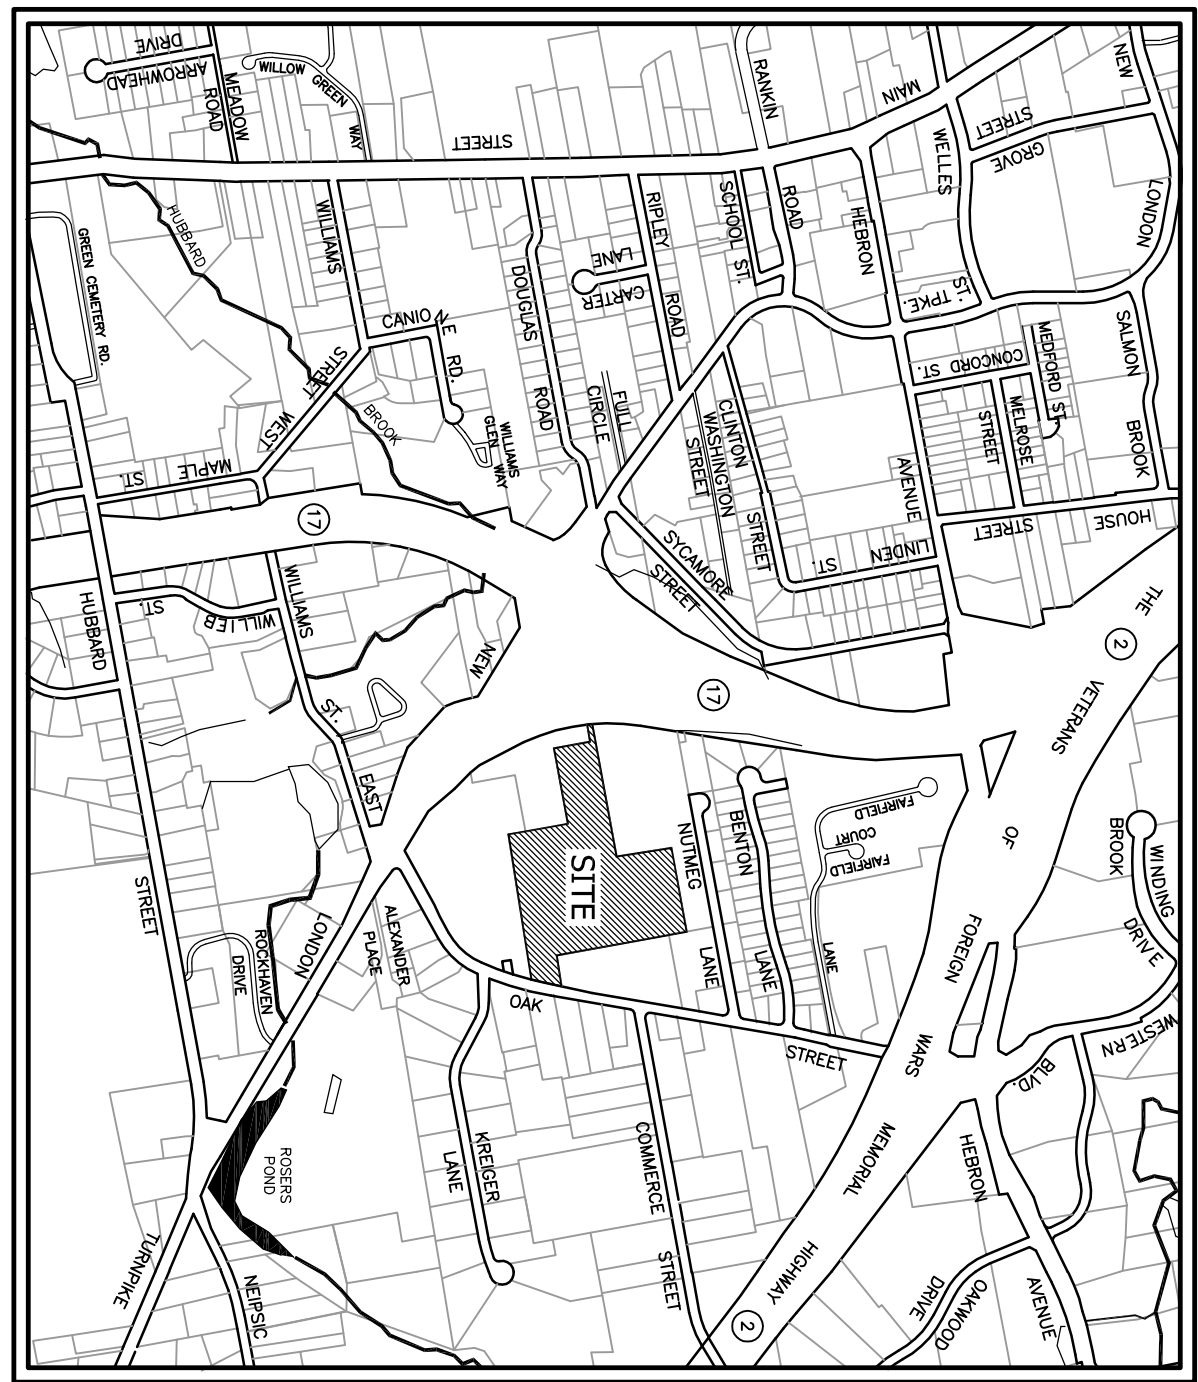 DRIVE
ARROWHEAD
MEADOW
ROAD
WILLOW
GREEN
WAY
STREET
RANKIN
MAIN
NEW
STREET
GROVE
WELLES
LONDON
HUBBARD
WILLIAMS
GREEN CEMETERY RD.
DOUGLAS
LANE
CARTER
RIPLEY
ROAD
SCHOOL ST.
ROAD
HEBRON
ST. TPKE.
CANIONE
RD.
STREET
WEST
BROOK
ROAD
FULL
CIRCLE
CLINTON
WASHINGTON
STREET
CONCORD
ST.
MEDFORD ST.
MELROSE
STREET
SALMON
BROOK
WILLIAMS
GLEN
WAY
MAPLE
ST.
17
STREET
AVENUE
LINDEN
ST.
STREET
HOUSE
SYCAMORE
STREET
HUBBARD
ST.
WILLIEB
WILLIAMS
NEW
THE
2
17
VETERANS
ST.
EAST
SITE
NUTMEG
BENTON
FAIRFIELD
COURT
FAIRFIELD
OF
BROOK
WINDING
DRIVE
STREET
LONDON
ALEXANDER
PLACE
ROCKHAVEN
DRIVE
LANE
LANE
LANE
FOREIGN
OAK
STREET
WARS
WESTERN
BLVD.
ROSERS
POND
KREIGER
LANE
COMMERCE
MEMORIAL
HEBRON
TURNPIKE
NEIPSIC
STREET
HIGHWAY
2
DRIVE
OAKWOOD
AVENUE